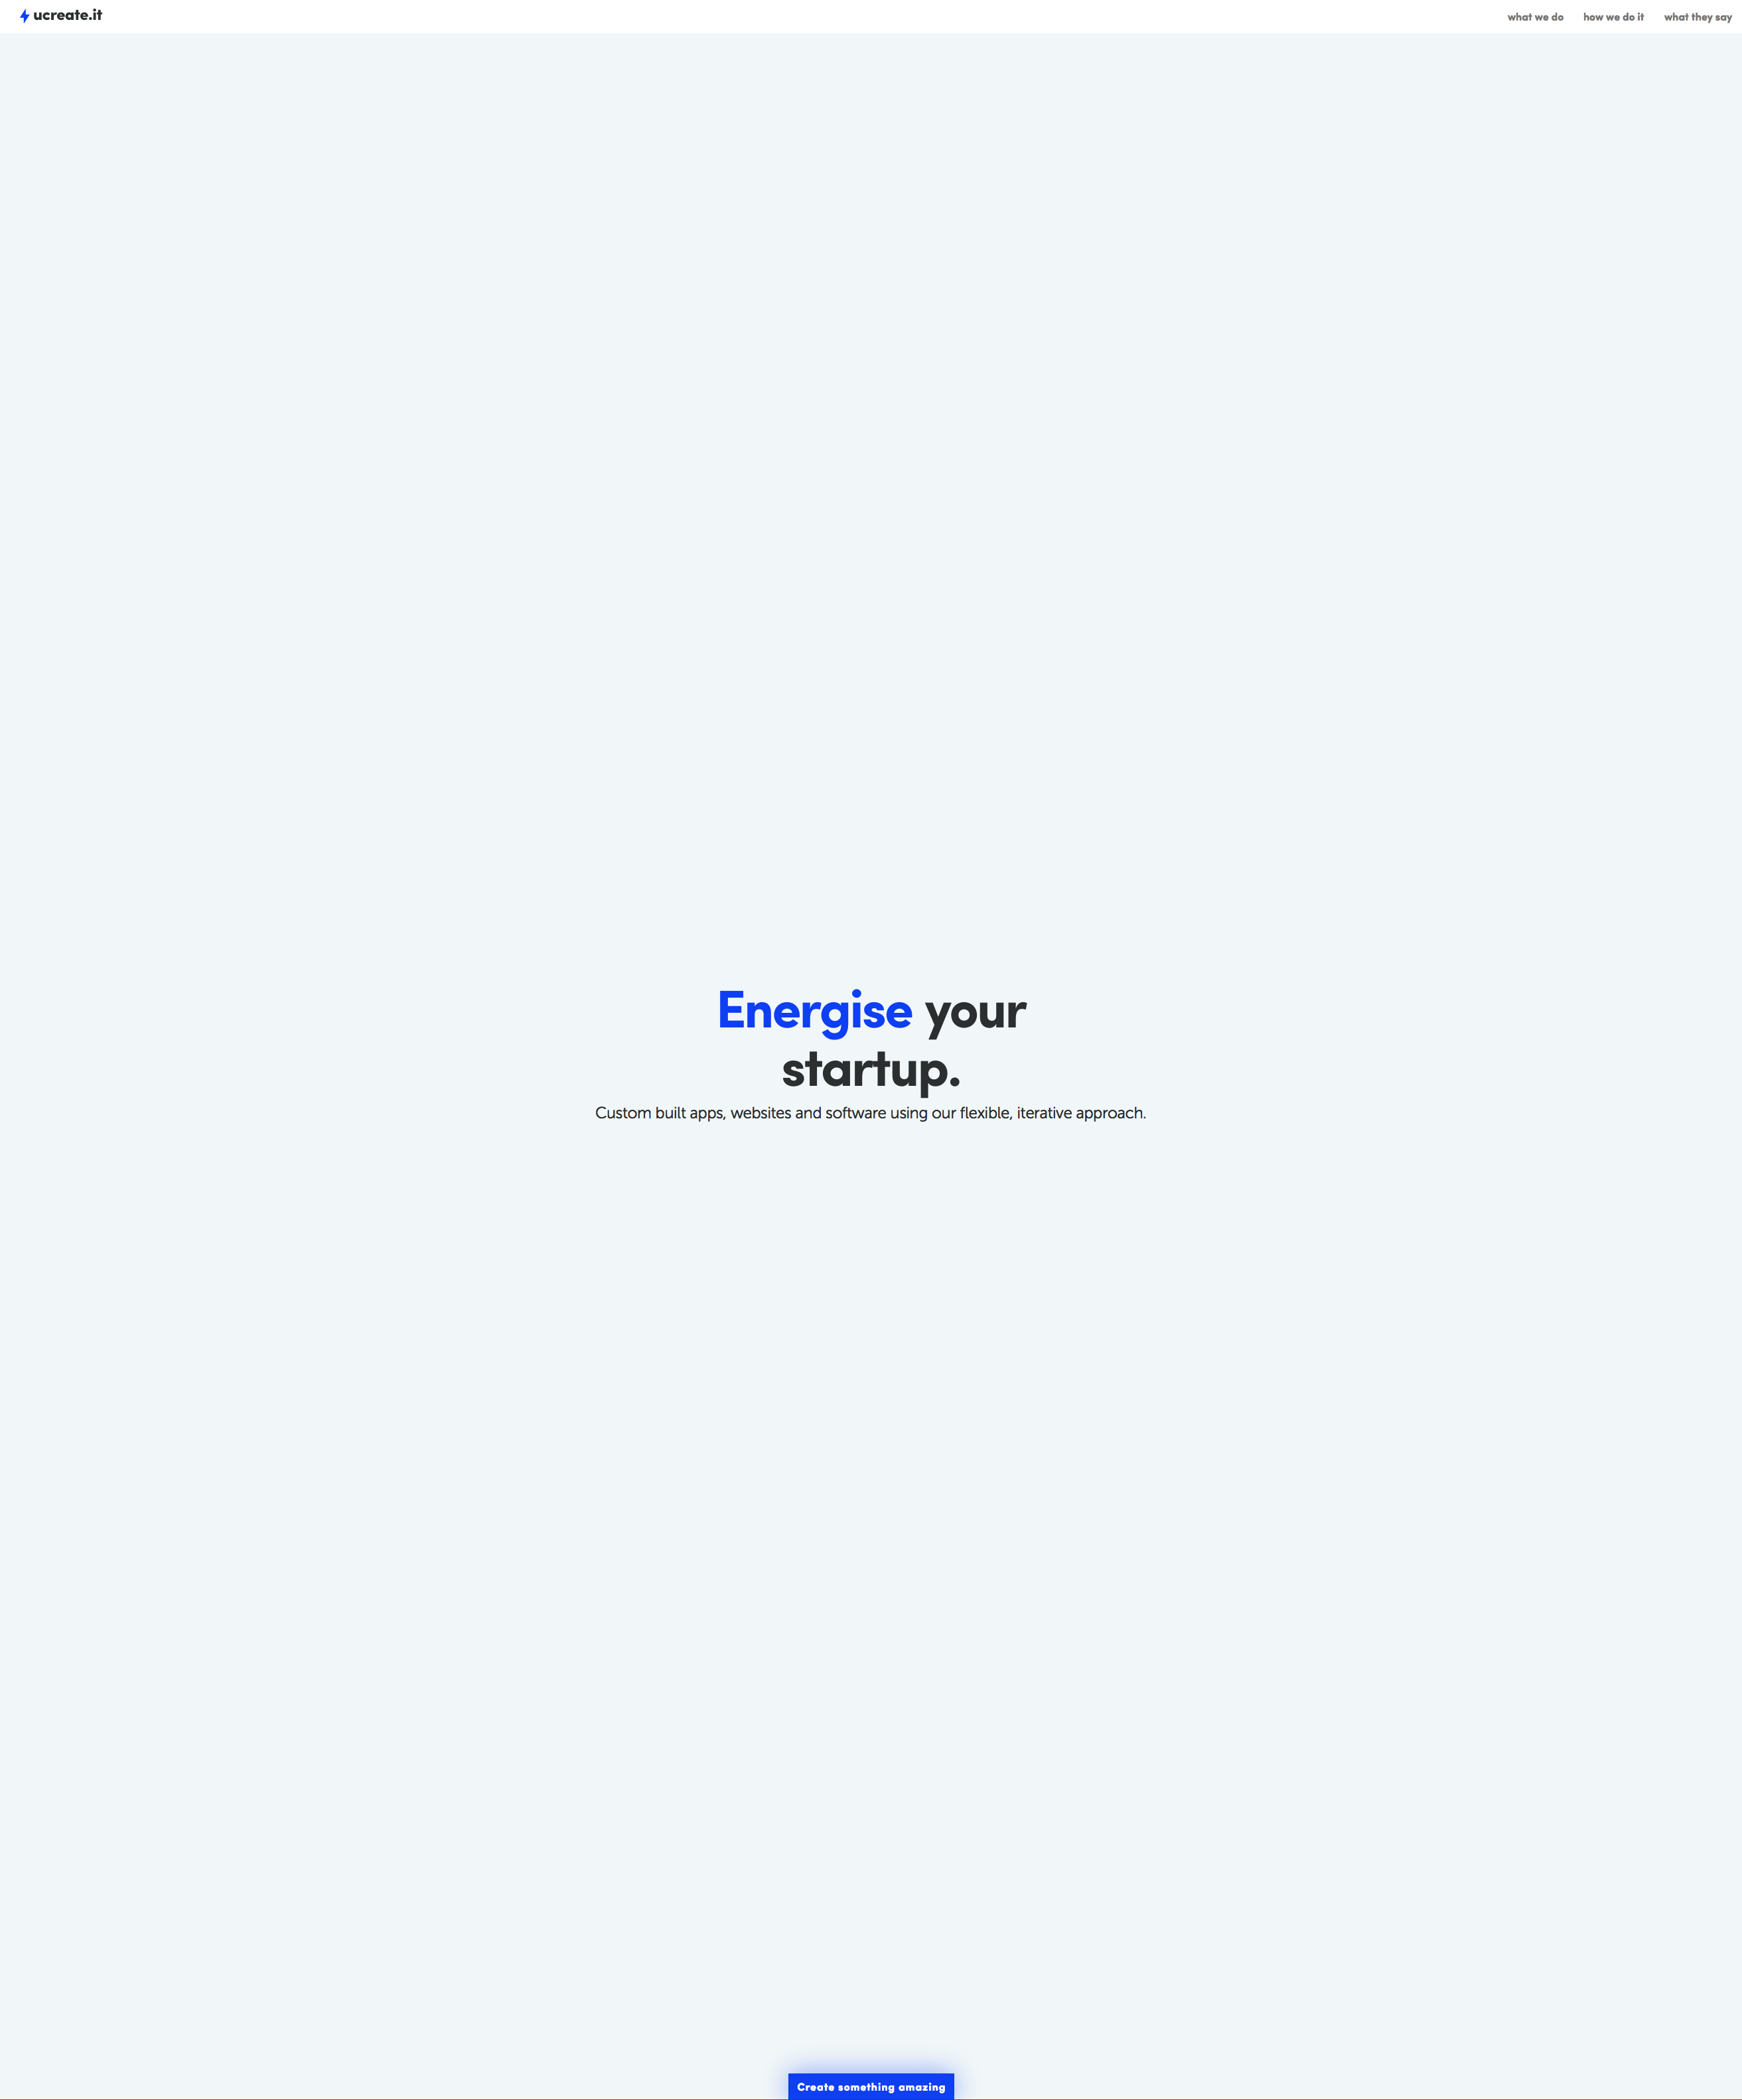 ucreate.it
what we do
how we do it
what they say
Energise your
startup.
Custom built apps, websites and software using our flexible, iterative approach.
Create something amazing